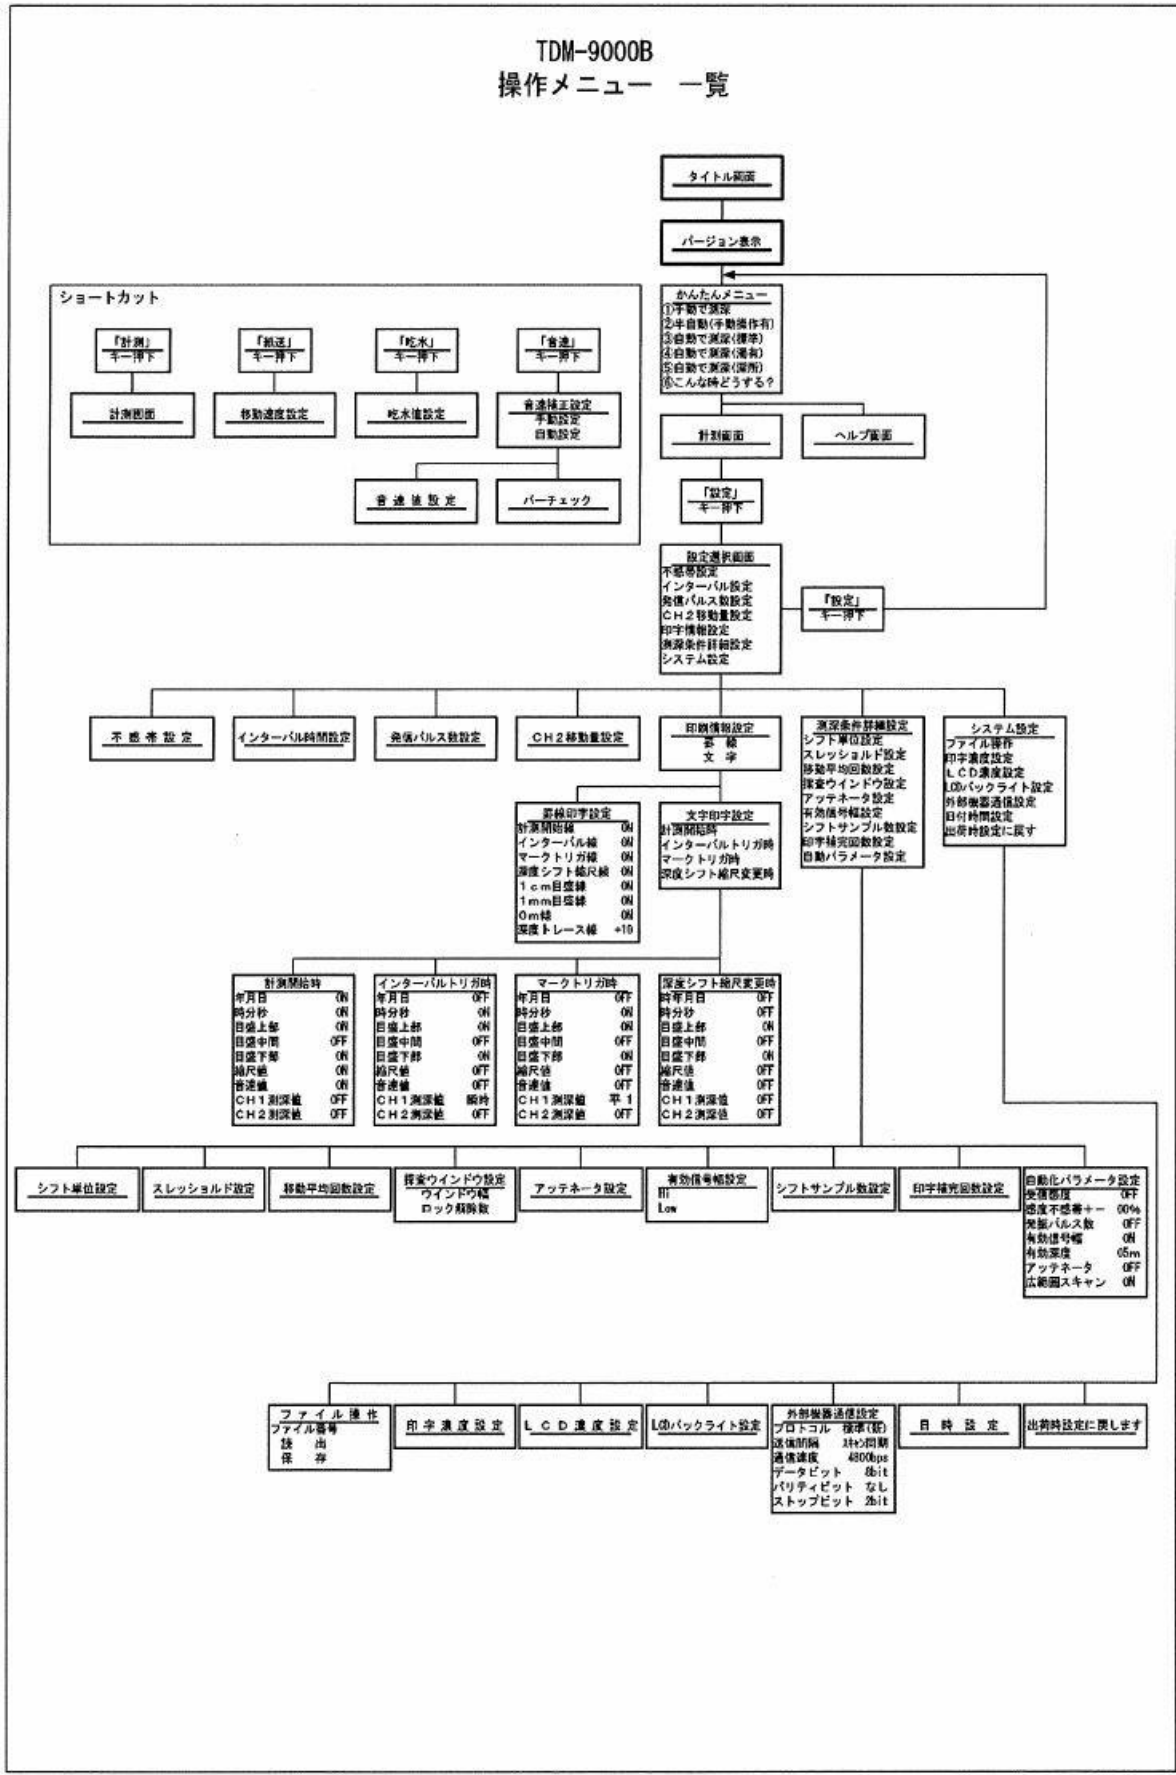 TDM-9000B
操作メニュー 一覧
タイトル画面
バージョン表示
かんたんメニュー
①手動で測深
②半自動(手動操作有)
③自動で測深(標準)
④自動で測深(濁有)
⑤自動で測深(深所)
⑥こんな時どうする？
ショートカット
「計測」
キー押下
「紙送」
キー押下
「吃水」
キー押下
「音速」
キー押下
計測画面
移動速度設定
吃水値設定
音速補正設定
手動設定
自動設定
音速値設定
バーチェック
計測画面
ヘルプ画面
「設定」
キー押下
設定選択画面
不感帯設定
インターバル設定
発信パルス数設定
CH2移動量設定
印字情報設定
測深条件詳細設定
システム設定
「設定」
キー押下
不感帯設定
インターバル時間設定
発信パルス数設定
CH2移動量設定
印刷情報設定
罫線
文字
測深条件詳細設定
シフト単位設定
スレッショルド設定
移動平均回数設定
探査ウインドウ設定
アッテネータ設定
有効信号幅設定
シフトサンプル数設定
印字補完回数設定
自動パラメータ設定
システム設定
ファイル操作
印字濃度設定
LCD濃度設定
LCDバックライト設定
外部機器通信設定
日付時間設定
出荷時設定に戻す
罫線印字設定
計測開始線 ON
インターバル線 ON
マークトリガ線 ON
深度シフト縮尺線 ON
1cm目盛線 ON
1mm目盛線 ON
0m線 ON
深度トレース線 +10
文字印字設定
計測開始時
インターバルトリガ時
マークトリガ時
深度シフト縮尺変更時
計測開始時
年月日 ON
時分秒 ON
目盛上部 ON
目盛中間 OFF
目盛下部 ON
縮尺値 ON
音速値 ON
CH1測深値 OFF
CH2測深値 OFF
インターバルトリガ時
年月日 OFF
時分秒 ON
目盛上部 ON
目盛中間 OFF
目盛下部 ON
縮尺値 OFF
音速値 OFF
CH1測深値 瞬時
CH2測深値 OFF
マークトリガ時
年月日 OFF
時分秒 ON
目盛上部 ON
目盛中間 OFF
目盛下部 ON
縮尺値 OFF
音速値 OFF
CH1測深値 平1
CH2測深値 OFF
深度シフト縮尺変更時
時年月日 OFF
時分秒 OFF
目盛上部 ON
目盛中間 OFF
目盛下部 ON
縮尺値 OFF
音速値 OFF
CH1測深値 OFF
CH2測深値 OFF
シフト単位設定
スレッショルド設定
移動平均回数設定
探査ウインドウ設定
ウインドウ幅
ロック解除数
アッテネータ設定
有効信号幅設定
Hi
Low
シフトサンプル数設定
印字補完回数設定
自動化パラメータ設定
受信感度 OFF
感度不感帯＋－ 00%
発振パルス数 OFF
有効信号幅 ON
有効深度 05m
アッテネータ OFF
広範囲スキャン ON
ファイル操作
ファイル番号
読出
保存
印字濃度設定
LCD濃度設定
LCDバックライト設定
外部機器通信設定
プロトコル 標準(新)
送信間隔 ｽｷｬﾝ同期
通信速度 4800bps
データビット 8bit
パリティビット なし
ストップビット 2bit
日時設定
出荷時設定に戻します